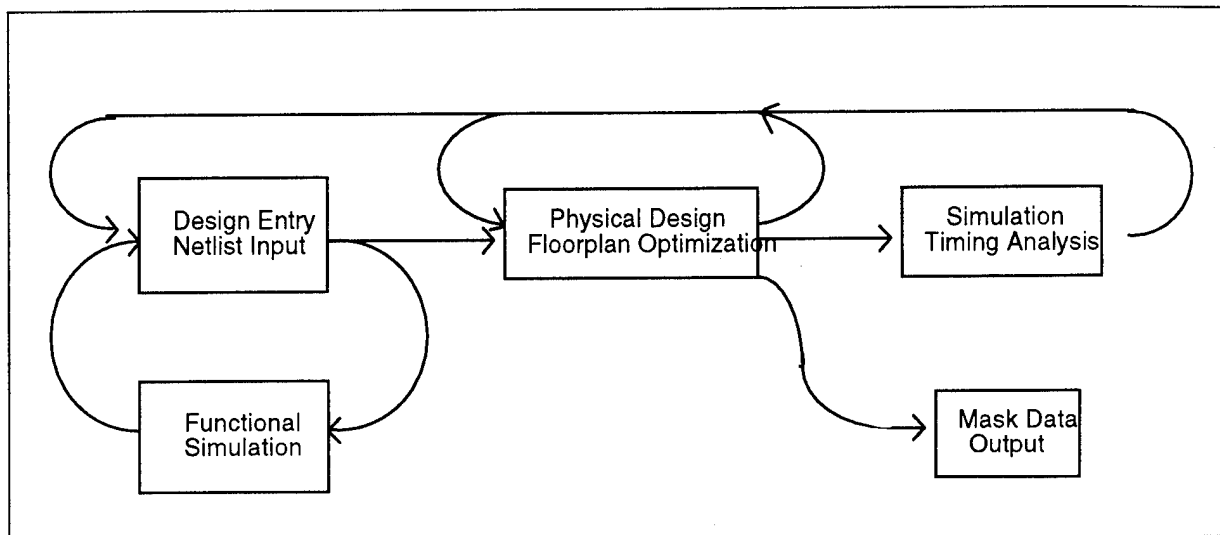 Design Entry
Netlist Input
Physical Design
Floorplan Optimization
Simulation
Timing Analysis
Functional
Simulation
Mask Data
Output